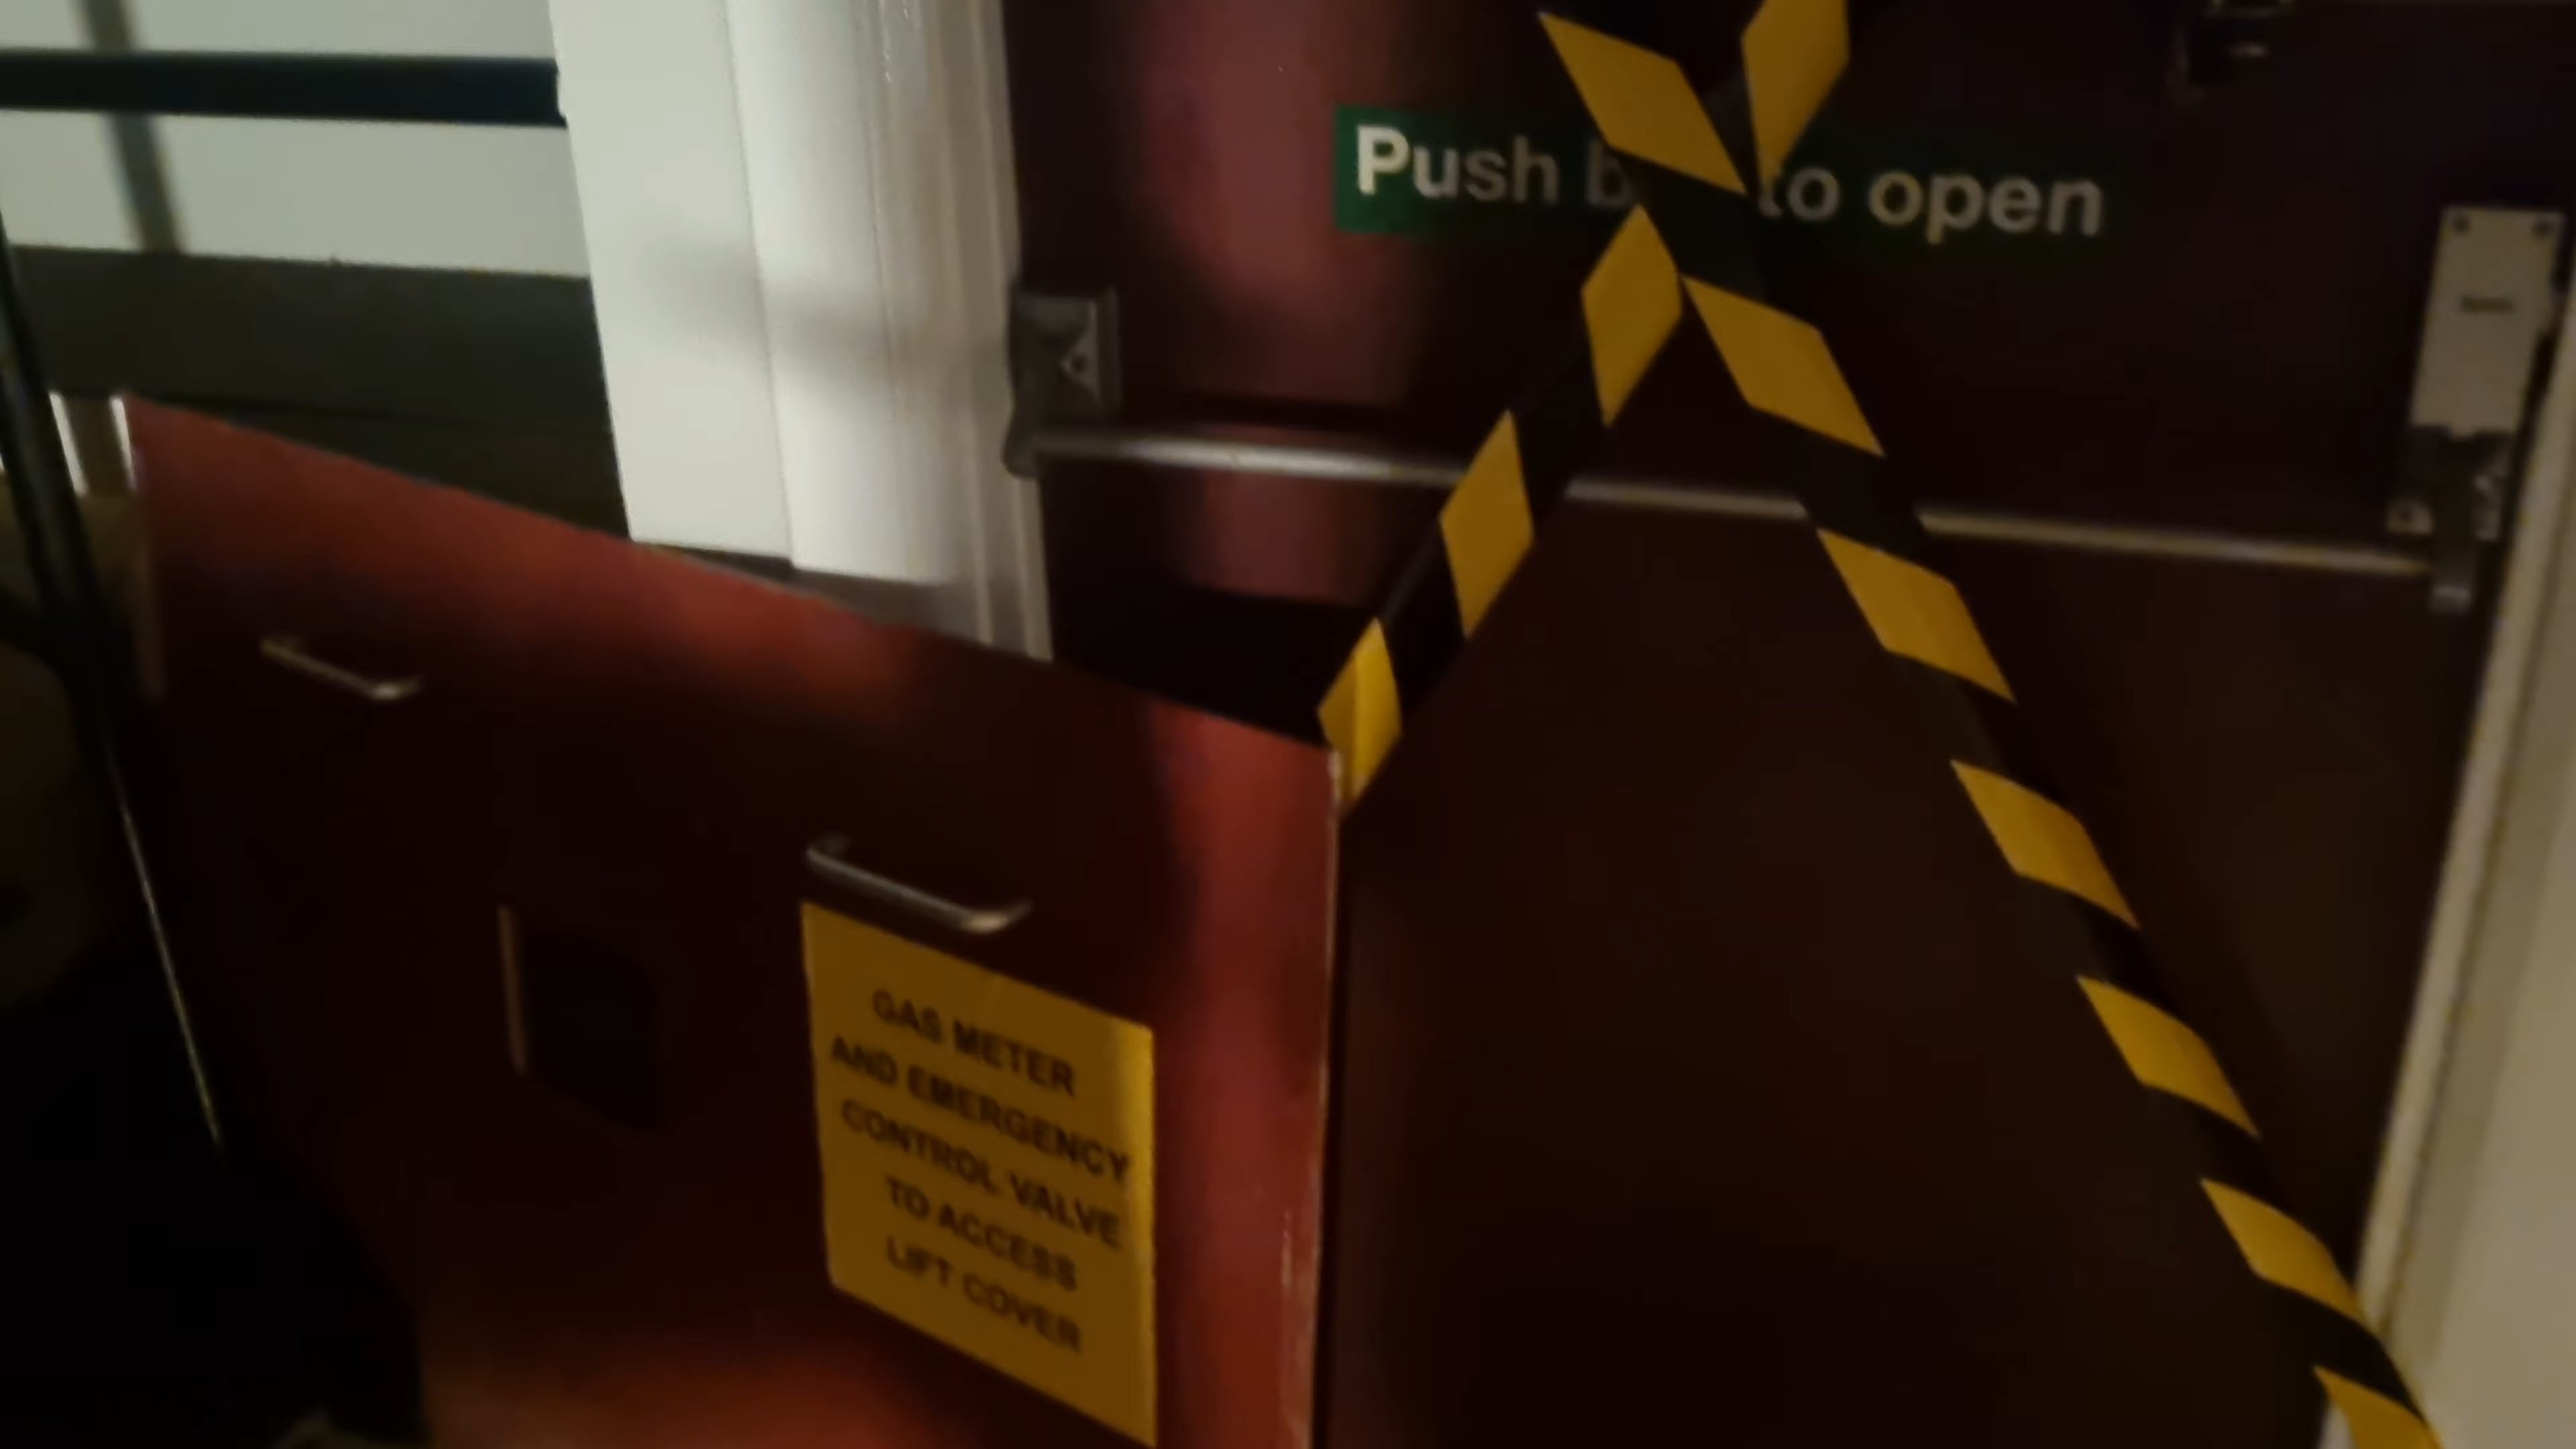 Push b to open
GAS METER
AND EMERGENCY
CONTROL VALVE
TO ACCESS
LIFT COVER